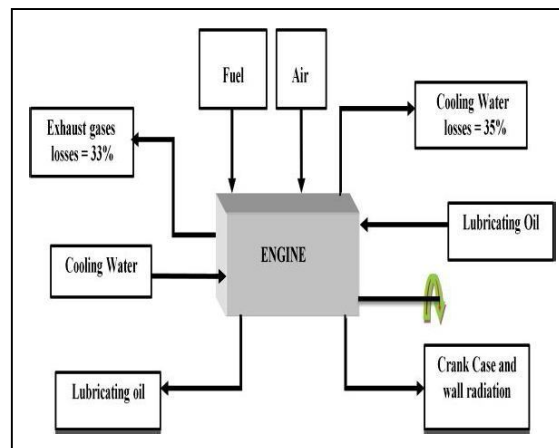 Fuel
Air
Cooling Water
losses = 35%
Exhaust gases
losses = 33%
Lubricating Oil
ENGINE
Cooling Water
Lubricating oil
Crank Case and
wall radiation